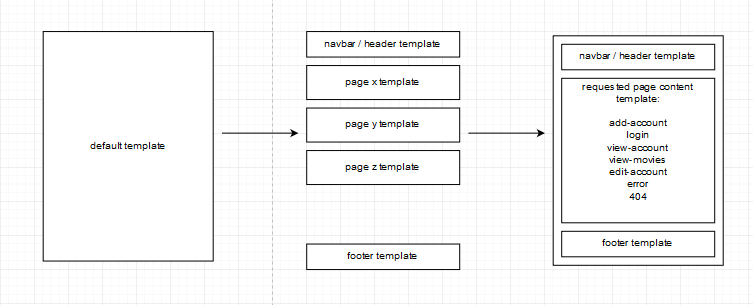 default template
navbar / header template
page x template
page y template
page z template
footer template
navbar / header template
requested page content
template:
add-account
login
view-account
view-movies
edit-account
error
404
footer template